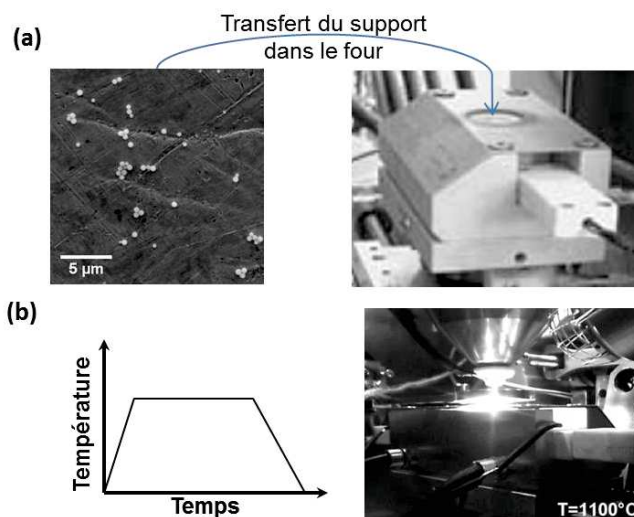 (a)
Transfert du support
dans le four
5 µm
(b)
Température
Temps
T=1100°C